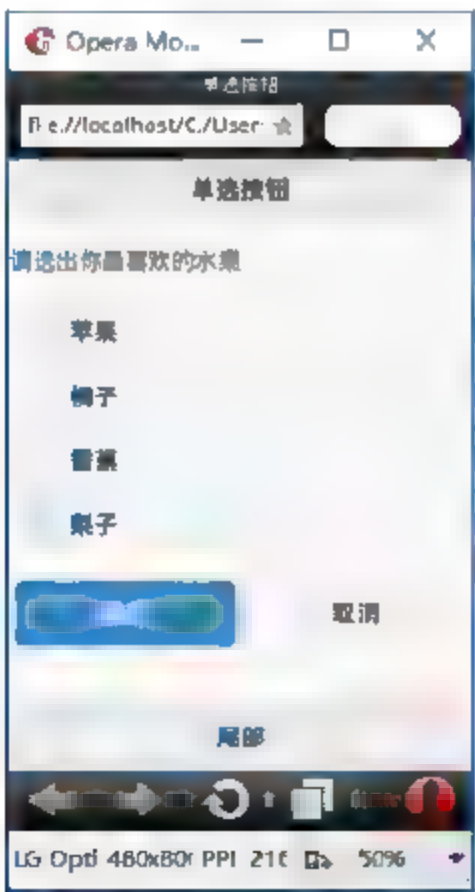 Opera Mo...
单选按钮
file://localhost/C:/User
单选按钮
请选出你最喜欢的水果
苹果
橘子
香蕉
梨子
取消
尾部
LG Opti 480x80 PPI 216 50%